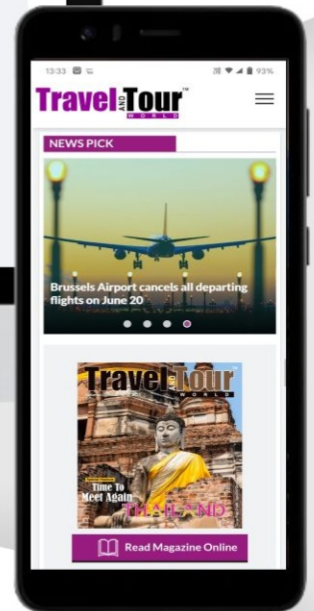 13:33
93%
Travel AND Tour™
WORLD
NEWS PICK
Brussels Airport cancels all departing
flights on June 20
Travel Tour
WORLD
Time To
Meet Again
THAILAND
Read Magazine Online